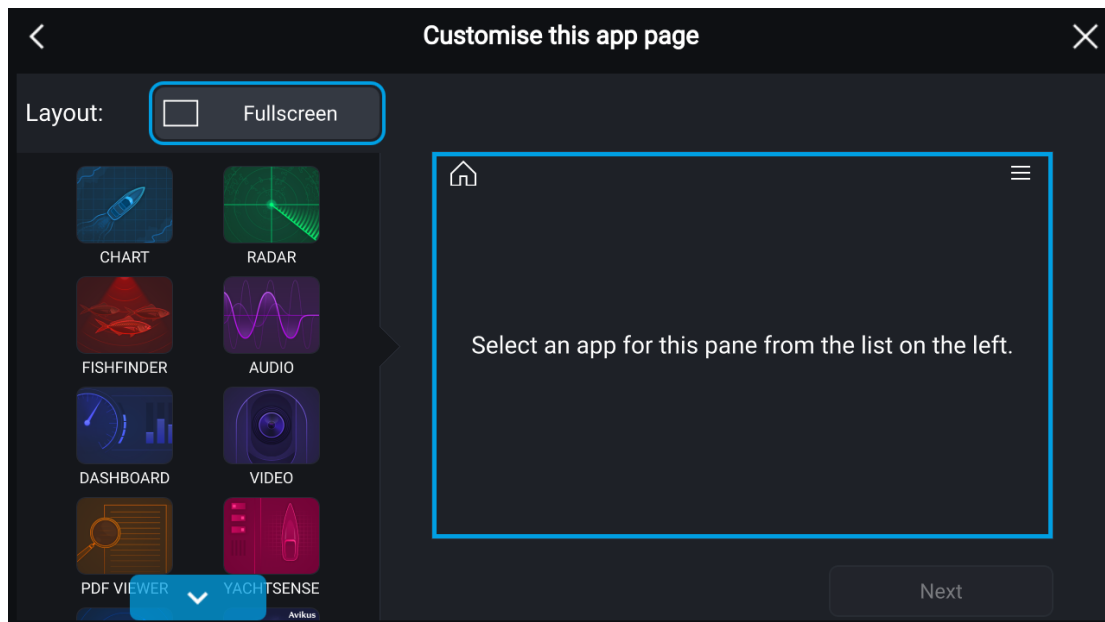 Customise this app page
Layout:
Fullscreen
CHART
RADAR
Select an app for this pane from the list on the left.
FISHFINDER
AUDIO
DASHBOARD
VIDEO
PDF VIEWER
YACHTSENSE
Avikus
Next